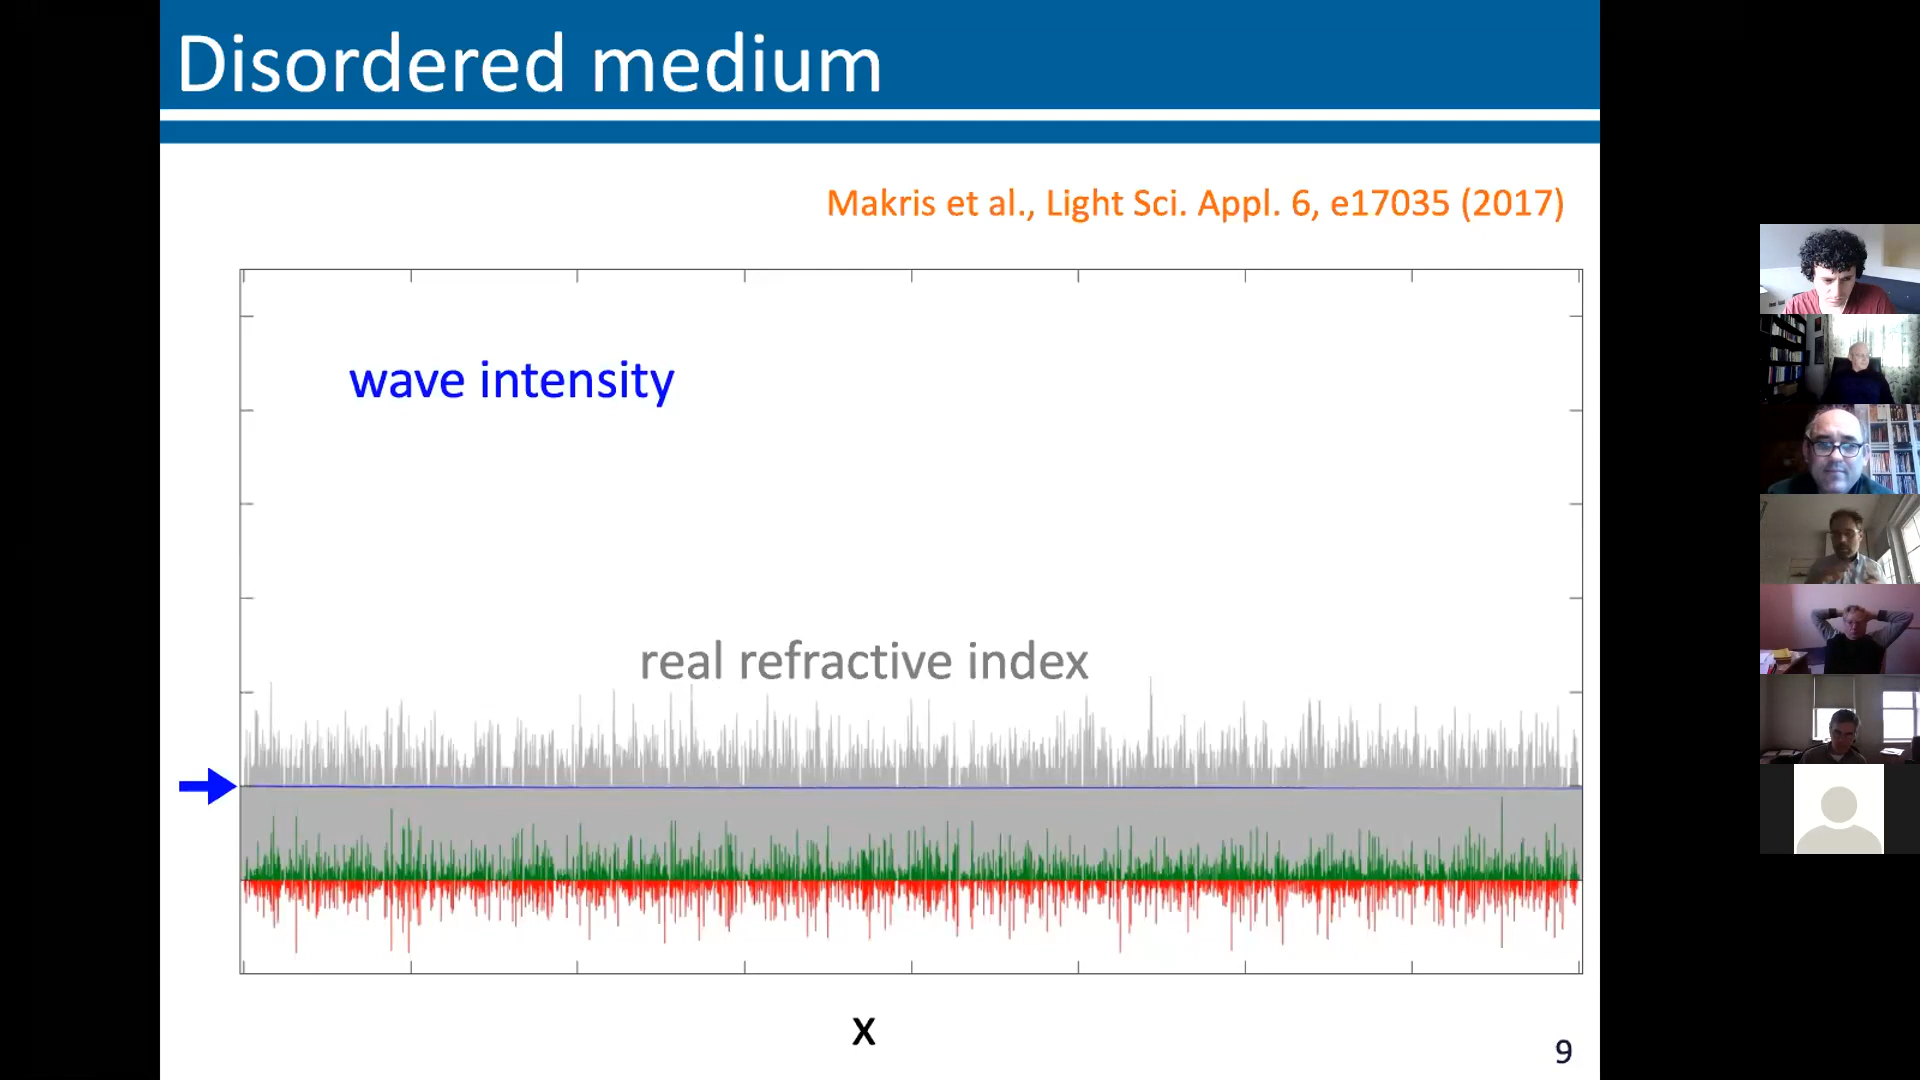 Disordered medium
Makris et al., Light Sci. Appl. 6, e17035 (2017)
wave intensity
real refractive index
x
9